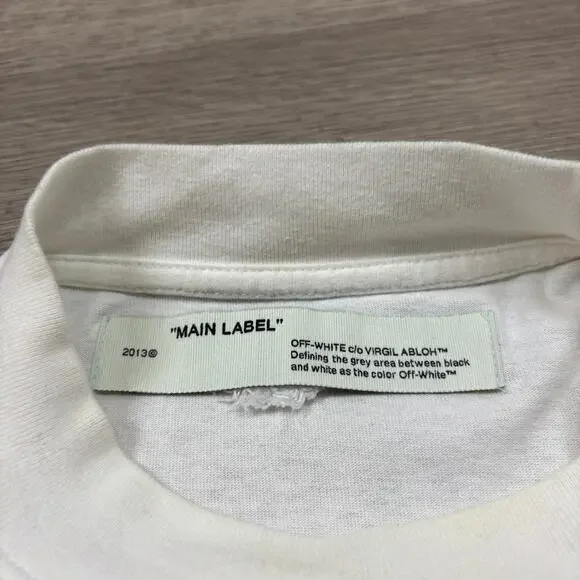 "MAIN LABEL"
2013©
OFF-WHITE c/o VIRGIL ABLOH™
Defining the grey area between black
and white as the color Off-White™